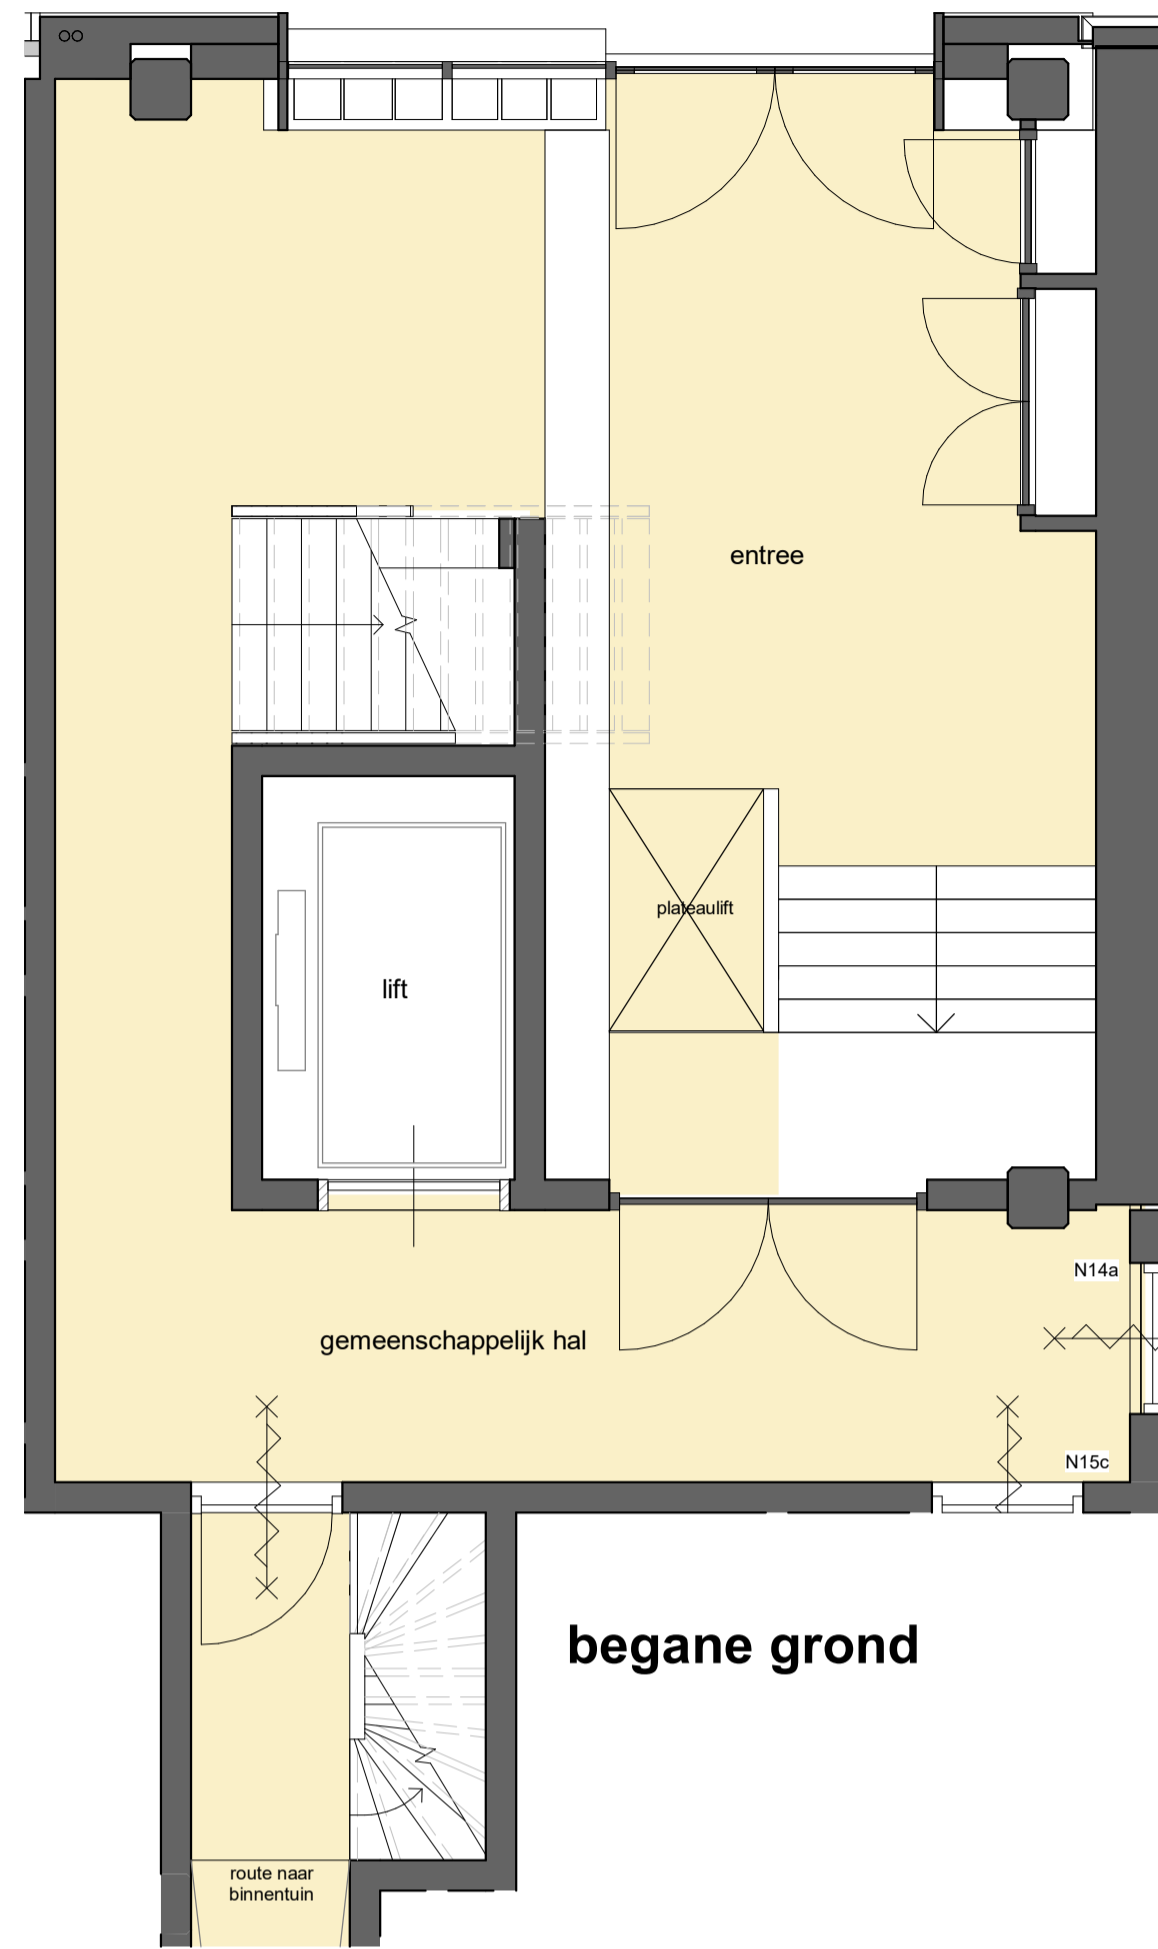 entree
plateaulift
lift
N14a
gemeenschappelijk hal
N15c
begane grond
route naar
binnentuin